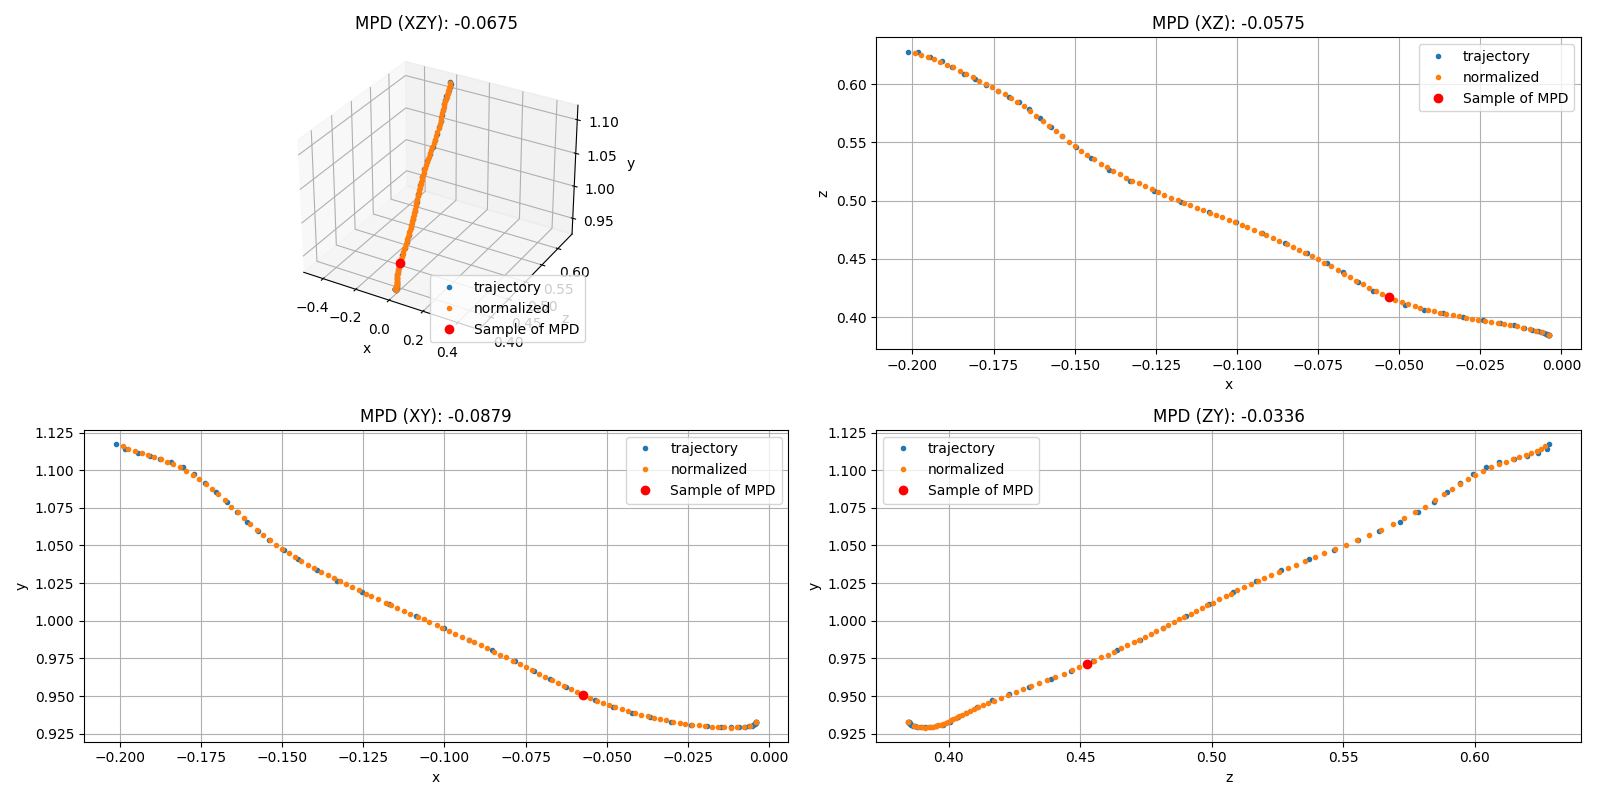 MPD (XZY): -0.0675
1.10
1.05
1.00
0.95
y
−0.4
−0.2
0.0
0.2
0.4
x
0.60
0.55
0.50
0.45
0.40
z
trajectory
normalized
Sample of MPD
MPD (XZ): -0.0575
0.60
0.55
0.50
0.45
0.40
z
trajectory
normalized
Sample of MPD
−0.200 −0.175 −0.150 −0.125 −0.100 −0.075 −0.050 −0.025 0.000
x
MPD (XY): -0.0879
1.125
1.100
1.075
1.050
1.025
1.000
0.975
0.950
0.925
y
trajectory
normalized
Sample of MPD
−0.200 −0.175 −0.150 −0.125 −0.100 −0.075 −0.050 −0.025 0.000
x
MPD (ZY): -0.0336
1.125
1.100
1.075
1.050
1.025
1.000
0.975
0.950
0.925
y
trajectory
normalized
Sample of MPD
0.40 0.45 0.50 0.55 0.60
z